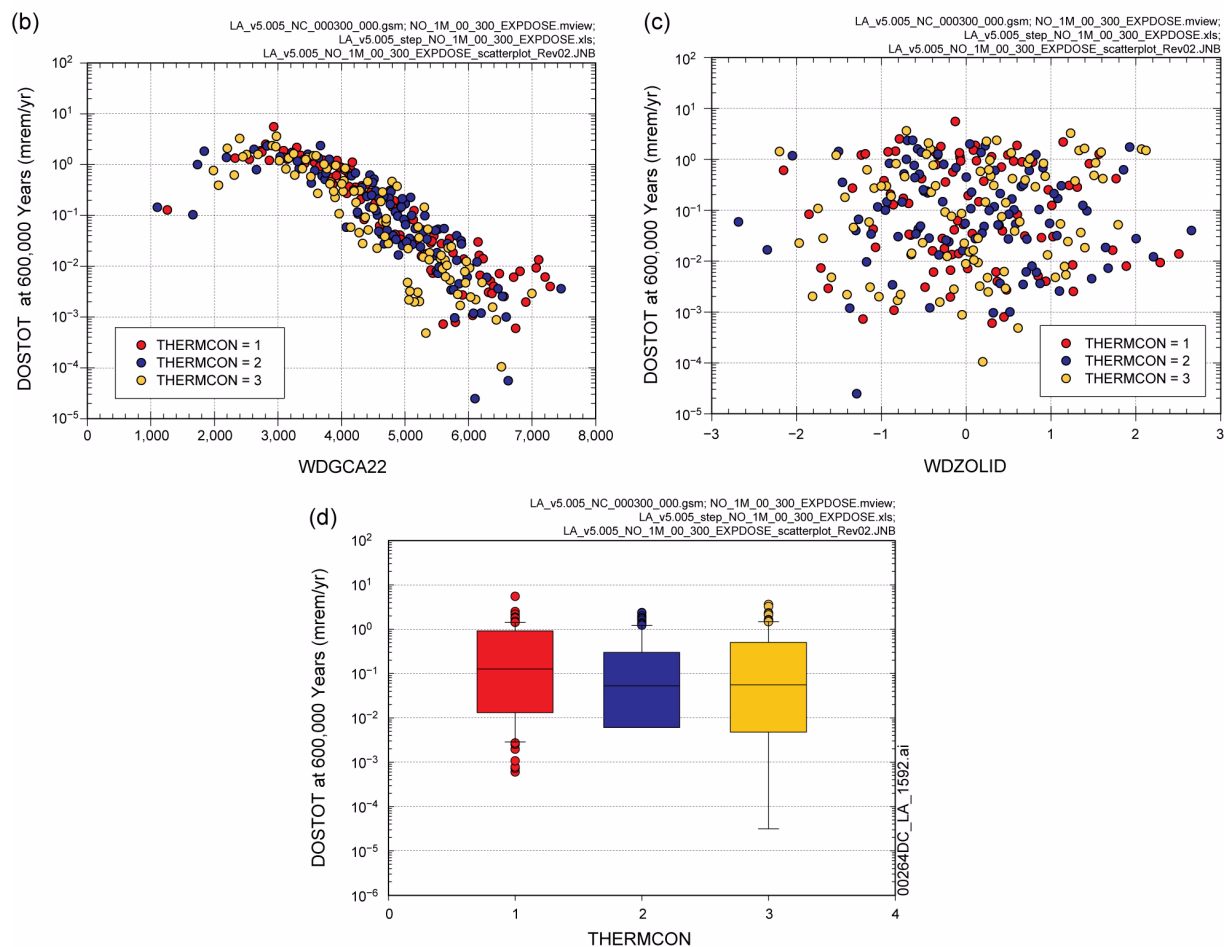 (b)
LA_v5.005_NC_000300_000.gsm; NO_1M_00_300_EXPDOSE.mview;
LA_v5.005_step_NO_1M_00_300_EXPDOSE.xls;
LA_v5.005_NO_1M_00_300_EXPDOSE_scatterplot_Rev02.JNB
DOSTOT at 600,000 Years (mrem/yr)
10²
10¹
10⁰
10⁻¹
10⁻²
10⁻³
10⁻⁴
10⁻⁵
THERMCON = 1
THERMCON = 2
THERMCON = 3
0 2,000 3,000 4,000 5,000 6,000 7,000 8,000
WDGCA22
(c)
LA_v5.005_NC_000300_000.gsm; NO_1M_00_300_EXPDOSE.mview;
LA_v5.005_step_NO_1M_00_300_EXPDOSE.xls;
LA_v5.005_NO_1M_00_300_EXPDOSE_scatterplot_Rev02.JNB
DOSTOT at 600,000 Years (mrem/yr)
10²
10¹
10⁰
10⁻¹
10⁻²
10⁻³
10⁻⁴
10⁻⁵
THERMCON = 1
THERMCON = 2
THERMCON = 3
−3 −2 −1 0 1 2 3
WDZOLID
(d)
LA_v5.005_NC_000300_000.gsm; NO_1M_00_300_EXPDOSE.mview;
LA_v5.005_step_NO_1M_00_300_EXPDOSE.xls;
LA_v5.005_NO_1M_00_300_EXPDOSE_scatterplot_Rev02.JNB
DOSTOT at 600,000 Years (mrem/yr)
10²
10¹
10⁰
10⁻¹
10⁻²
10⁻³
10⁻⁴
10⁻⁵
10⁻⁶
0 1 2 3 4
THERMCON
00264DC_LA_1592.ai